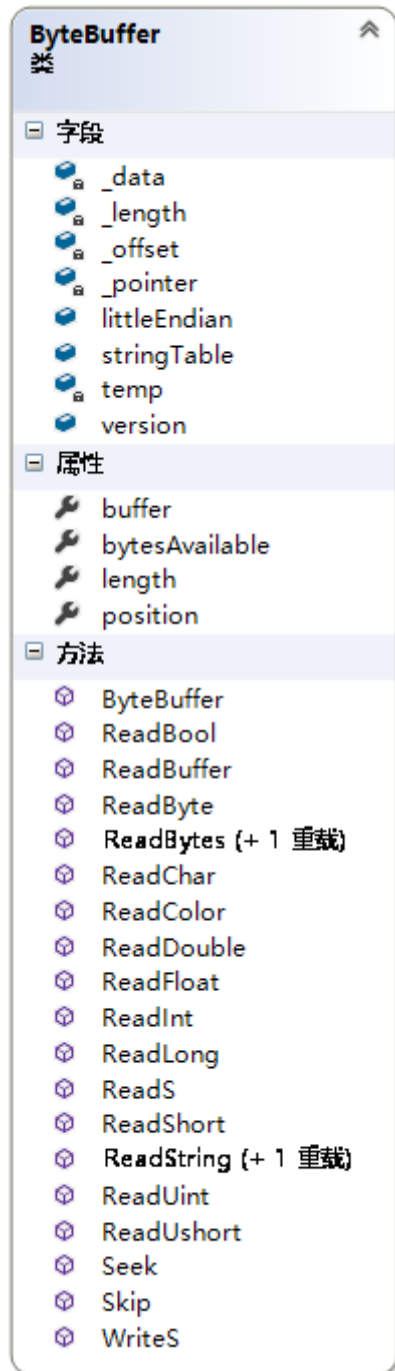 ByteBuffer
类
字段
_data
_length
_offset
_pointer
littleEndian
stringTable
temp
version
属性
buffer
bytesAvailable
length
position
方法
ByteBuffer
ReadBool
ReadBuffer
ReadByte
ReadBytes (+ 1 重载)
ReadChar
ReadColor
ReadDouble
ReadFloat
ReadInt
ReadLong
ReadS
ReadShort
ReadString (+ 1 重载)
ReadUint
ReadUshort
Seek
Skip
WriteS